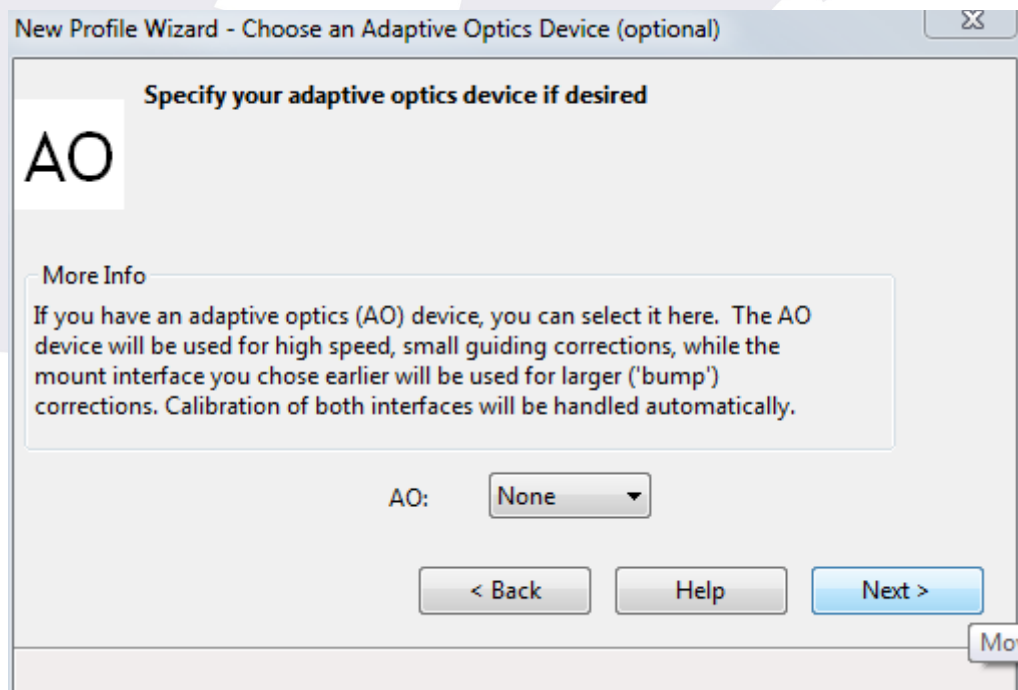 New Profile Wizard - Choose an Adaptive Optics Device (optional)
Specify your adaptive optics device if desired
AO
More Info
If you have an adaptive optics (AO) device, you can select it here.  The AO
device will be used for high speed, small guiding corrections, while the
mount interface you chose earlier will be used for larger ('bump')
corrections. Calibration of both interfaces will be handled automatically.
AO: None
< Back Help Next >